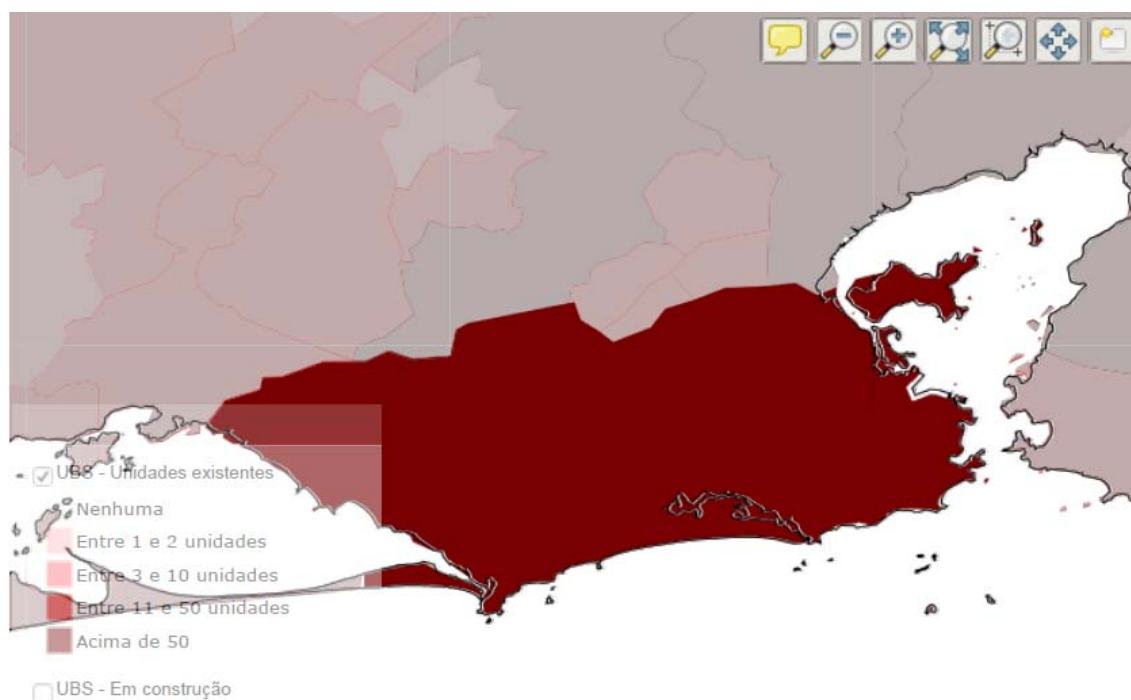 UBS - Unidades existentes
Nenhuma
Entre 1 e 2 unidades
Entre 3 e 10 unidades
Entre 11 e 50 unidades
Acima de 50
UBS - Em construção